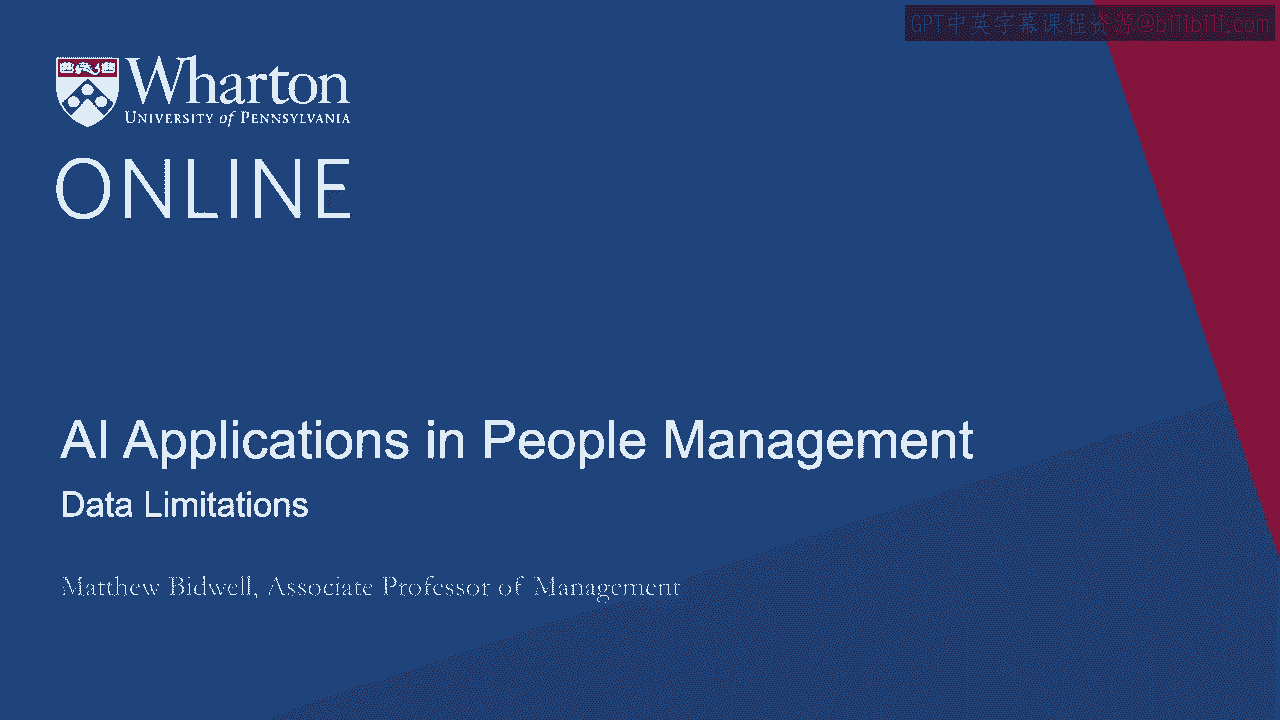 GPT中英字幕课程资源@bilibili.com
Wharton
UNIVERSITY of PENNSYLVANIA
ONLINE
AI Applications in People Management
Data Limitations
Matthew Bidwell, Associate Professor of Management